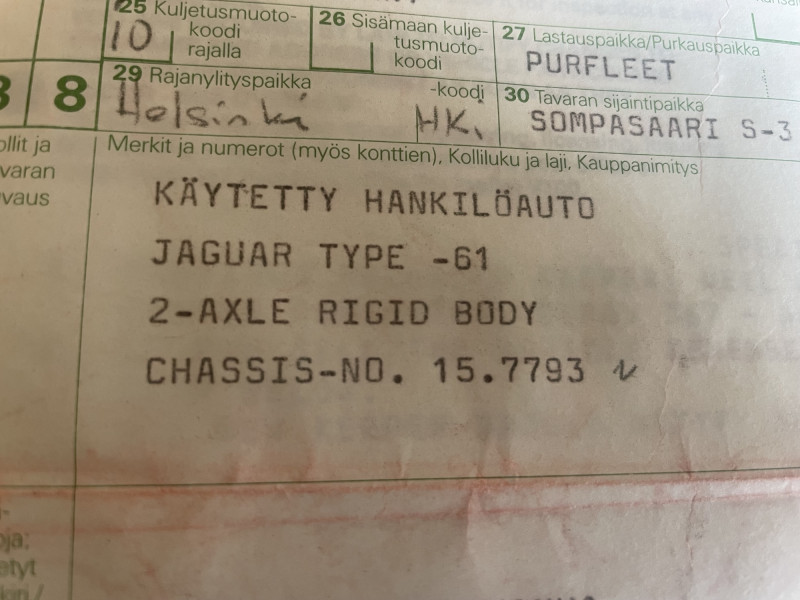 25 Kuljetusmuoto-
koodi
rajalla
10
26 Sisämaan kulje-
tusmuoto-
koodi
27 Lastauspaikka/Purkauspaikka
PURFLEET
8
29 Rajanylityspaikka
-koodi
Helsinki
HK.
30 Tavaran sijaintipaikka
SOMPASAARI S-3
ollit ja
varan
vaus
Merkit ja numerot (myös konttien), Kolliluku ja laji, Kauppanimitys
KÄYTETTY HANKILÖAUTO
JAGUAR TYPE -61
2-AXLE RIGID BODY
CHASSIS-NO. 15.7793
oja:
etyt